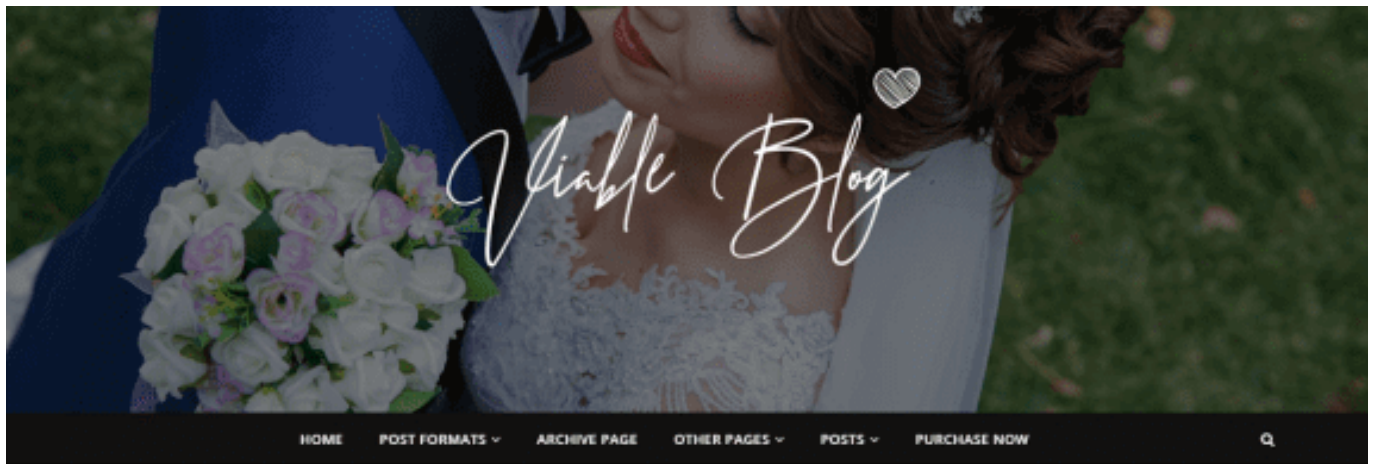 Viable Blog
HOME POST FORMATS ARCHIVE PAGE OTHER PAGES POSTS PURCHASE NOW